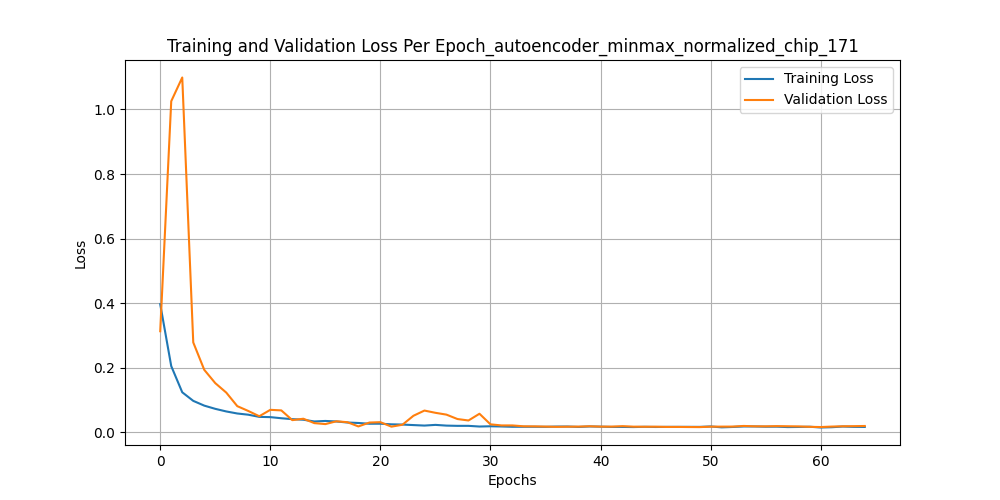 Training and Validation Loss Per Epoch_autoencoder_minmax_normalized_chip_171
Training Loss
Validation Loss
1.0
0.8
0.6
0.4
0.2
0.0
Loss
0 10 20 30 40 50 60
Epochs